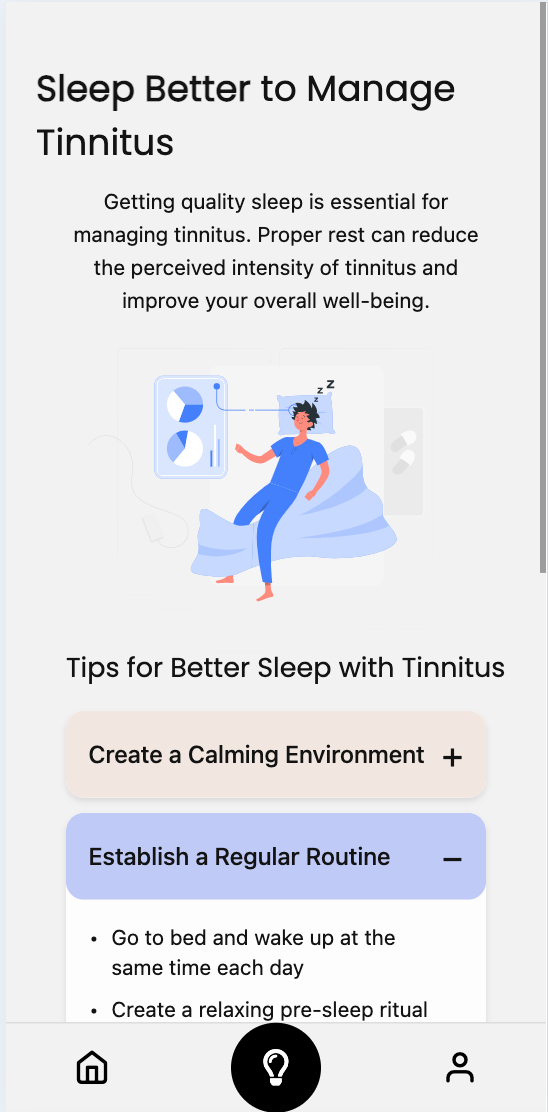 Sleep Better to Manage
Tinnitus
Getting quality sleep is essential for
managing tinnitus. Proper rest can reduce
the perceived intensity of tinnitus and
improve your overall well-being.
z z z
Tips for Better Sleep with Tinnitus
Create a Calming Environment +
Establish a Regular Routine −
• Go to bed and wake up at the
same time each day
• Create a relaxing pre-sleep ritual